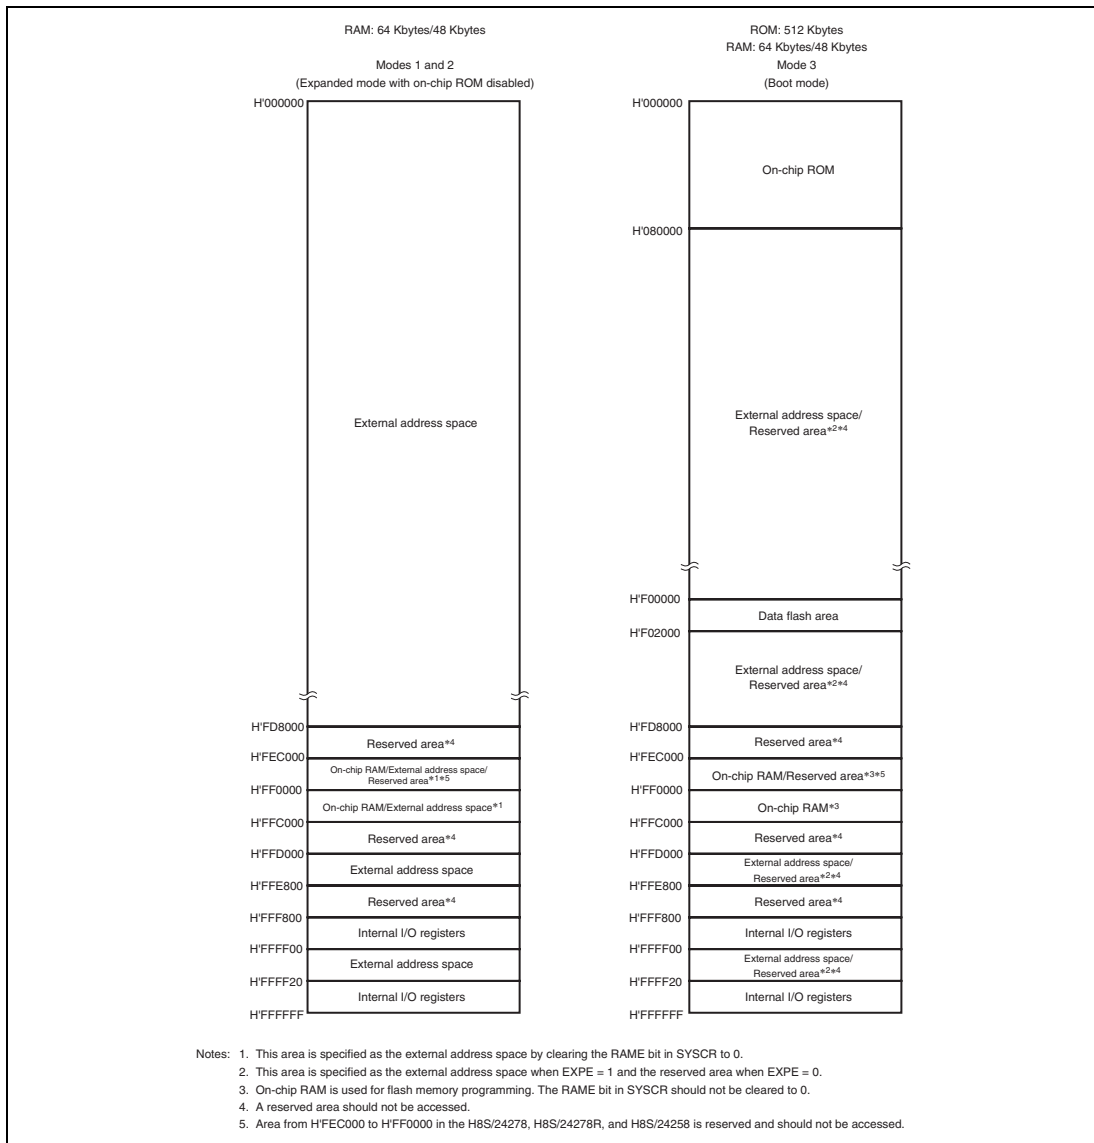 RAM: 64 Kbytes/48 Kbytes
Modes 1 and 2
(Expanded mode with on-chip ROM disabled)
H'000000
External address space
H'FD8000
Reserved area*4
H'FEC000
On-chip RAM/External address space/
Reserved area*1*5
H'FF0000
On-chip RAM/External address space*1
H'FFC000
Reserved area*4
H'FFD000
External address space
H'FFE800
Reserved area*4
H'FFF800
Internal I/O registers
H'FFFF00
External address space
H'FFFF20
Internal I/O registers
H'FFFFFF
ROM: 512 Kbytes
RAM: 64 Kbytes/48 Kbytes
Mode 3
(Boot mode)
H'000000
On-chip ROM
H'080000
External address space/
Reserved area*2*4
H'F00000
Data flash area
H'F02000
External address space/
Reserved area*2*4
H'FD8000
Reserved area*4
H'FEC000
On-chip RAM/Reserved area*3*5
H'FF0000
On-chip RAM*3
H'FFC000
Reserved area*4
H'FFD000
External address space/
Reserved area*2*4
H'FFE800
Reserved area*4
H'FFF800
Internal I/O registers
H'FFFF00
External address space/
Reserved area*2*4
H'FFFF20
Internal I/O registers
H'FFFFFF
Notes: 1. This area is specified as the external address space by clearing the RAME bit in SYSCR to 0.
2. This area is specified as the external address space when EXPE = 1 and the reserved area when EXPE = 0.
3. On-chip RAM is used for flash memory programming. The RAME bit in SYSCR should not be cleared to 0.
4. A reserved area should not be accessed.
5. Area from H'FEC000 to H'FF0000 in the H8S/24278, H8S/24278R, and H8S/24258 is reserved and should not be accessed.